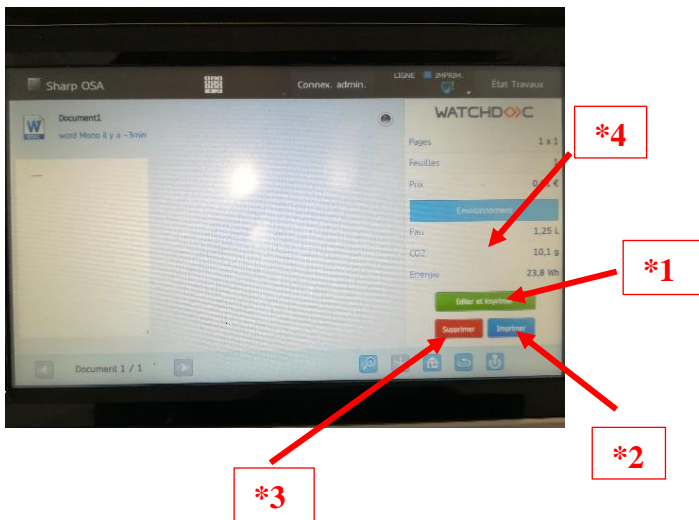 Sharp OSA
Connex. admin.
LIGNE IMPRIM.
État Travaux
W
Document1
word Mono il y a ~3min
WATCHDOC
Pages 1 x 1
Feuilles 1
Prix €
Environnement
Eau 1,25 L
CO2 10,1 g
Energie 23,8 Wh
Editer et imprimer
Supprimer Imprimer
Document 1 / 1
*4
*1
*2
*3